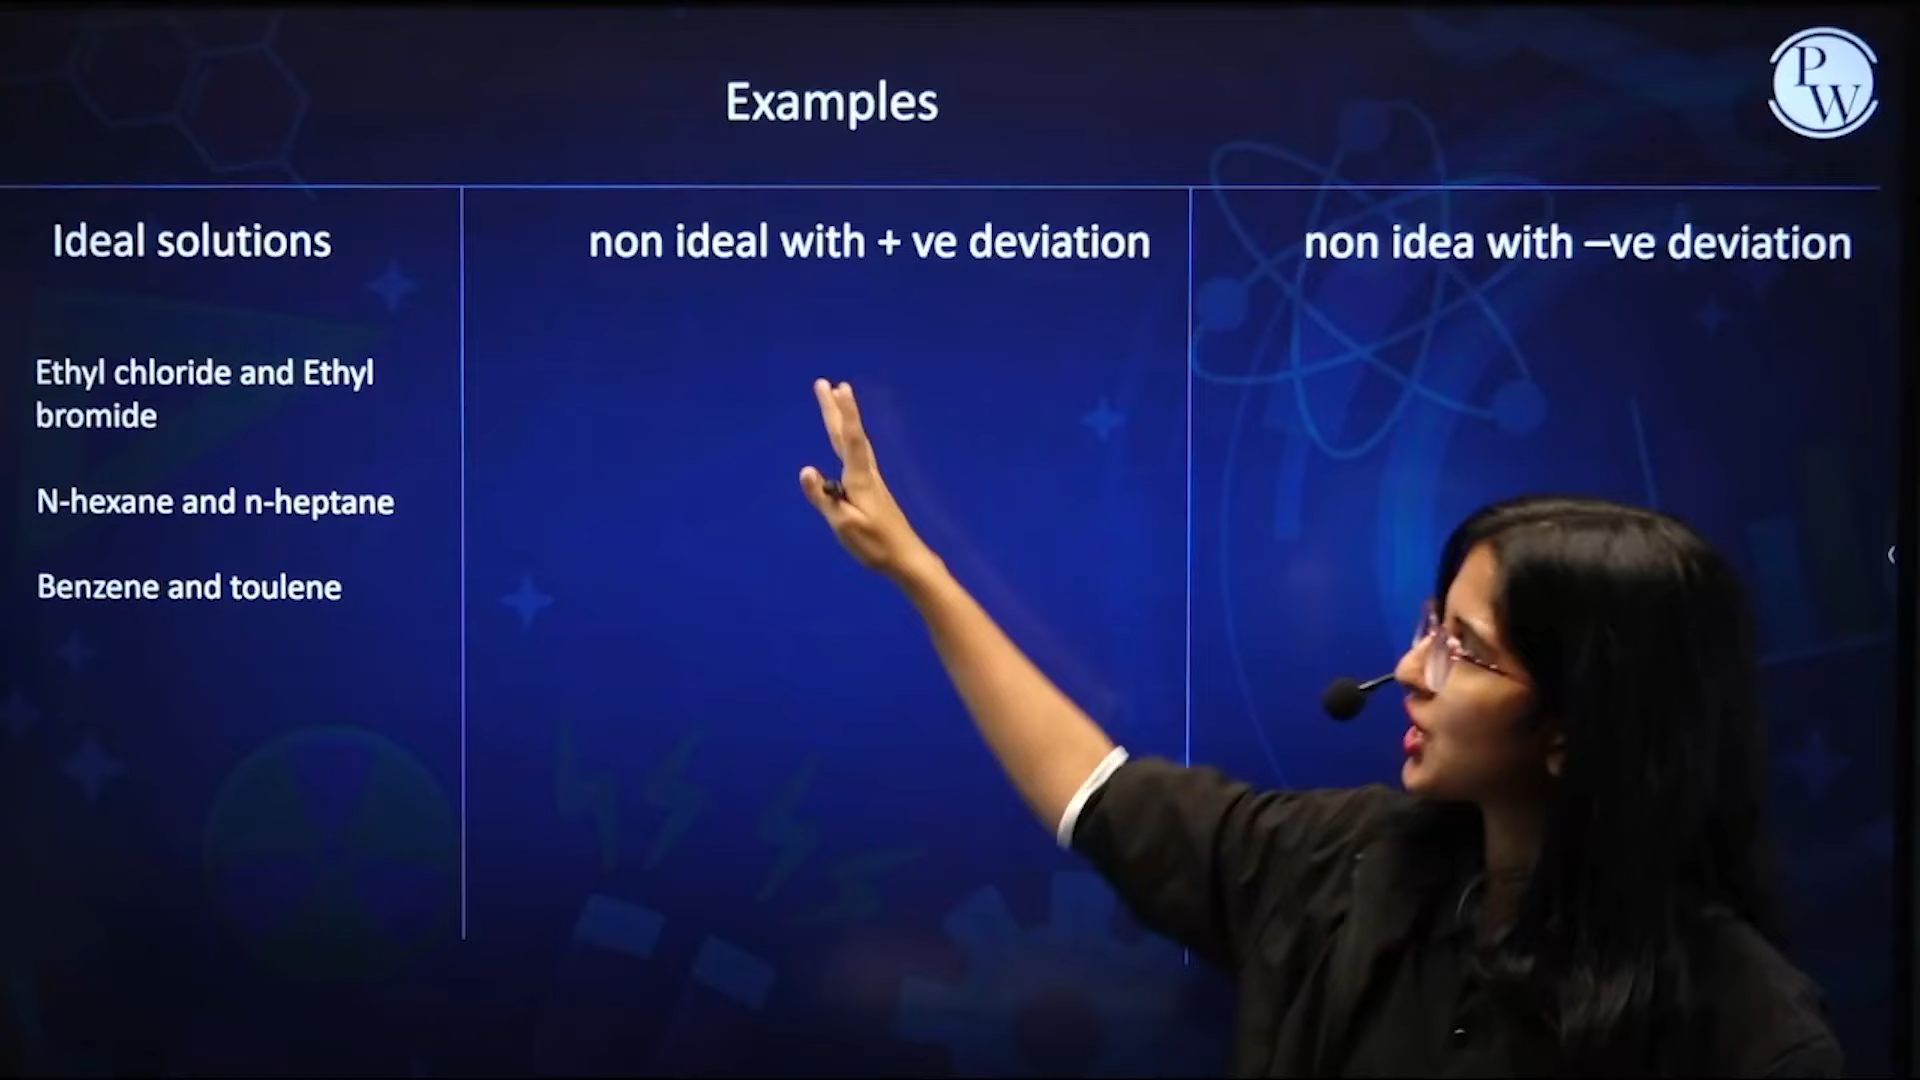 PW
Examples
Ideal solutions
non ideal with + ve deviation
non idea with –ve deviation
Ethyl chloride and Ethyl
bromide
N-hexane and n-heptane
Benzene and toulene